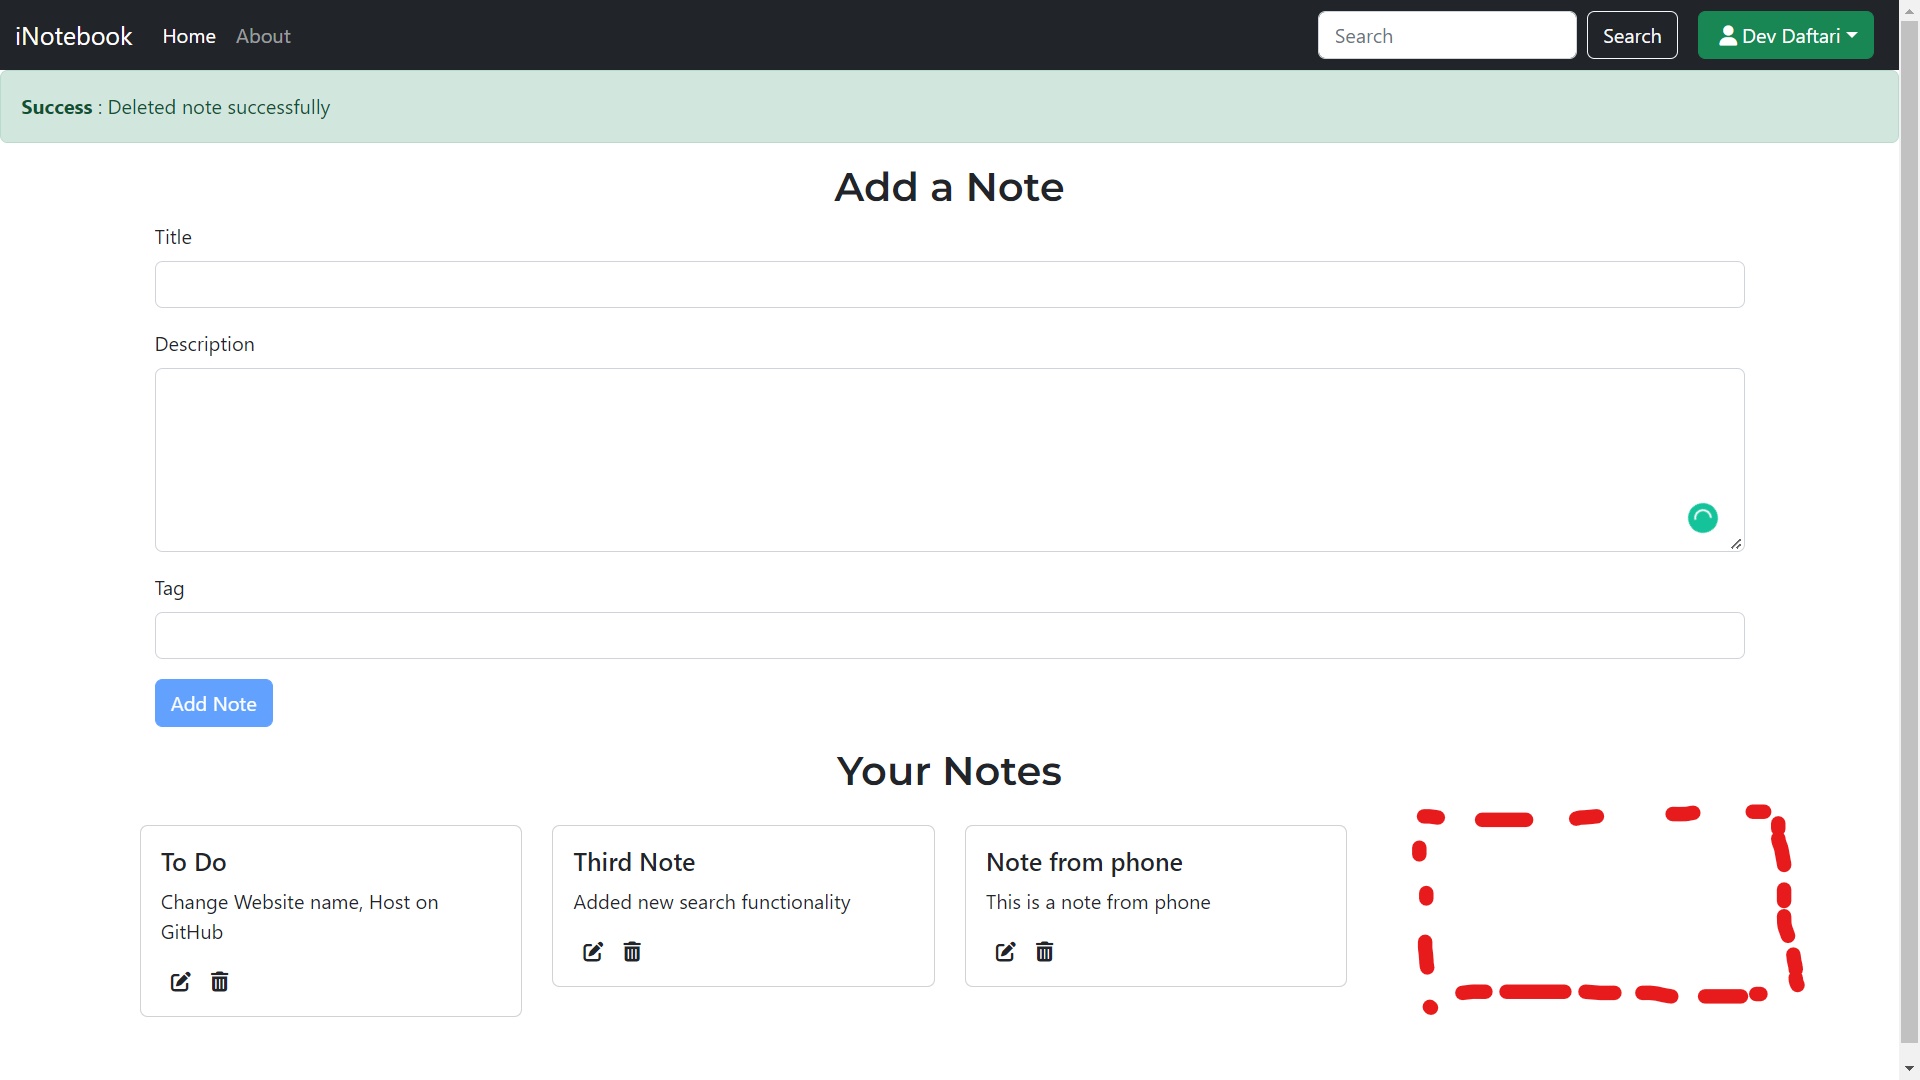 iNotebook Home About Search Search Dev Daftari
Success : Deleted note successfully
Add a Note
Title
Description
Tag
Add Note
Your Notes
To Do
Change Website name, Host on
GitHub
Third Note
Added new search functionality
Note from phone
This is a note from phone